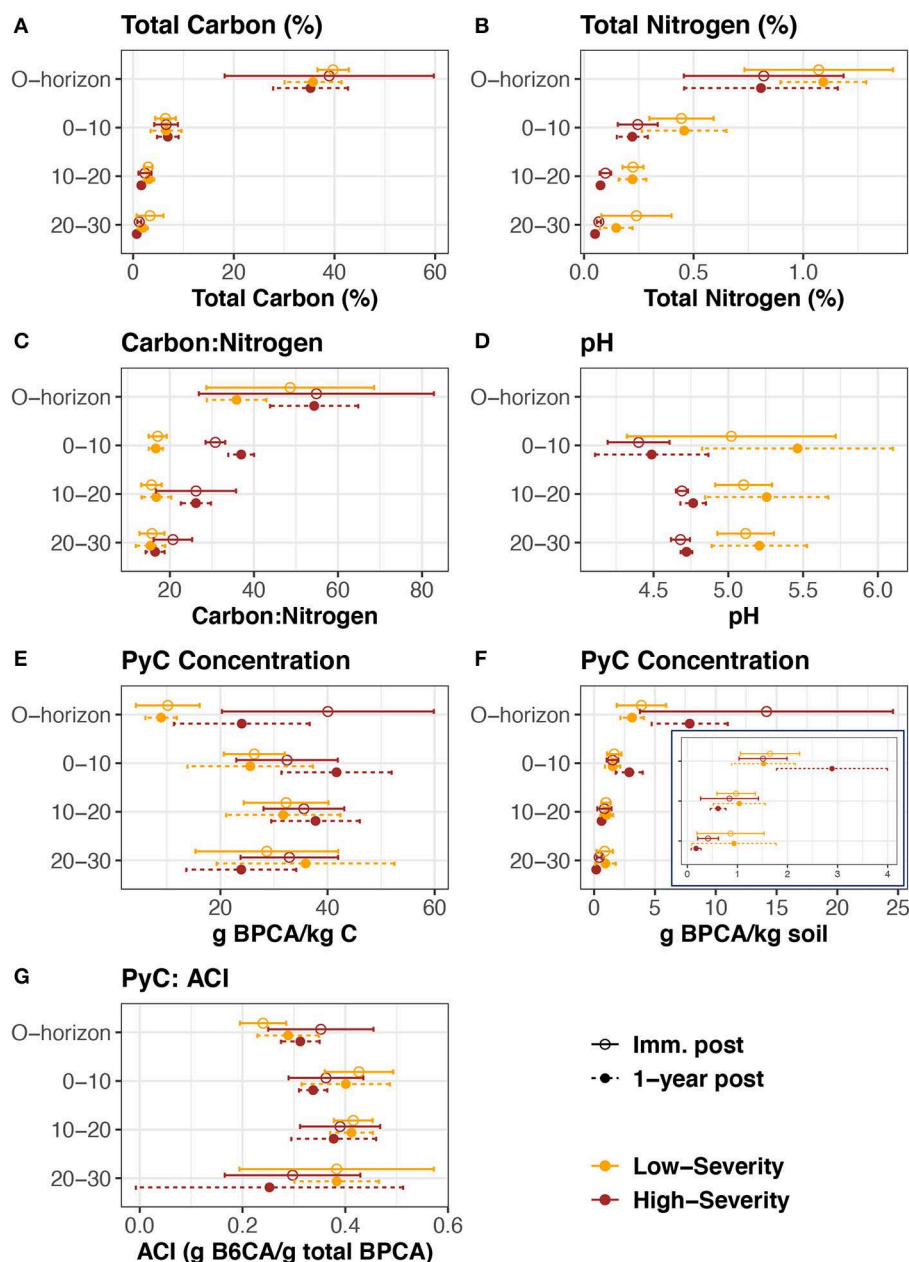 A Total Carbon (%)
O-horizon
0-10
10-20
20-30
0 20 40 60
Total Carbon (%)
B Total Nitrogen (%)
O-horizon
0-10
10-20
20-30
0.0 0.5 1.0
Total Nitrogen (%)
C Carbon:Nitrogen
O-horizon
0-10
10-20
20-30
20 40 60 80
Carbon:Nitrogen
D pH
O-horizon
0-10
10-20
20-30
4.5 5.0 5.5 6.0
pH
E PyC Concentration
O-horizon
0-10
10-20
20-30
20 40 60
g BPCA/kg C
F PyC Concentration
O-horizon
0-10
10-20
20-30
0 1 2 3 4
0 5 10 15 20 25
g BPCA/kg soil
G PyC: ACI
O-horizon
0-10
10-20
20-30
0.0 0.2 0.4 0.6
ACI (g B6CA/g total BPCA)
Imm. post
1-year post
Low-Severity
High-Severity